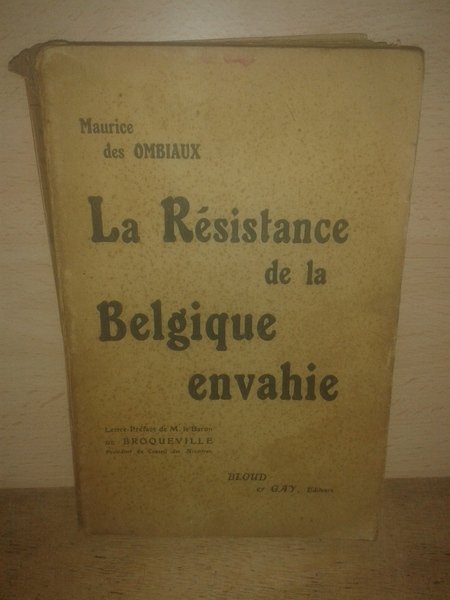 Maurice
des OMBIAUX
La Résistance
de la
Belgique
envahie
Lettre-Préface de M. le Baron
DE BROQUEVILLE
Président du Conseil des Ministres
BLOUD
et GAY, Editeurs